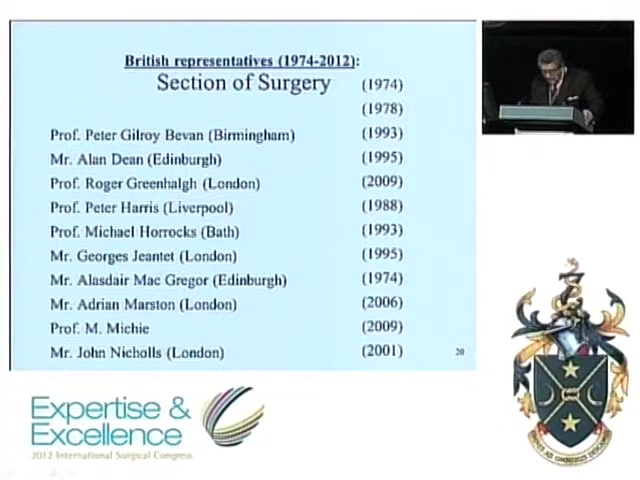 British representatives (1974-2012):
Section of Surgery (1974)
(1978)
Prof. Peter Gilroy Bevan (Birmingham) (1993)
Mr. Alan Dean (Edinburgh) (1995)
Prof. Roger Greenhalgh (London) (2009)
Prof. Peter Harris (Liverpool) (1988)
Prof. Michael Horrocks (Bath) (1993)
Mr. Georges Jeantet (London) (1995)
Mr. Alasdair Mac Gregor (Edinburgh) (1974)
Mr. Adrian Marston (London) (2006)
Prof. M. Michie (2009)
Mr. John Nicholls (London) (2001)
20
Expertise &
Excellence
2012 International Surgical Congress